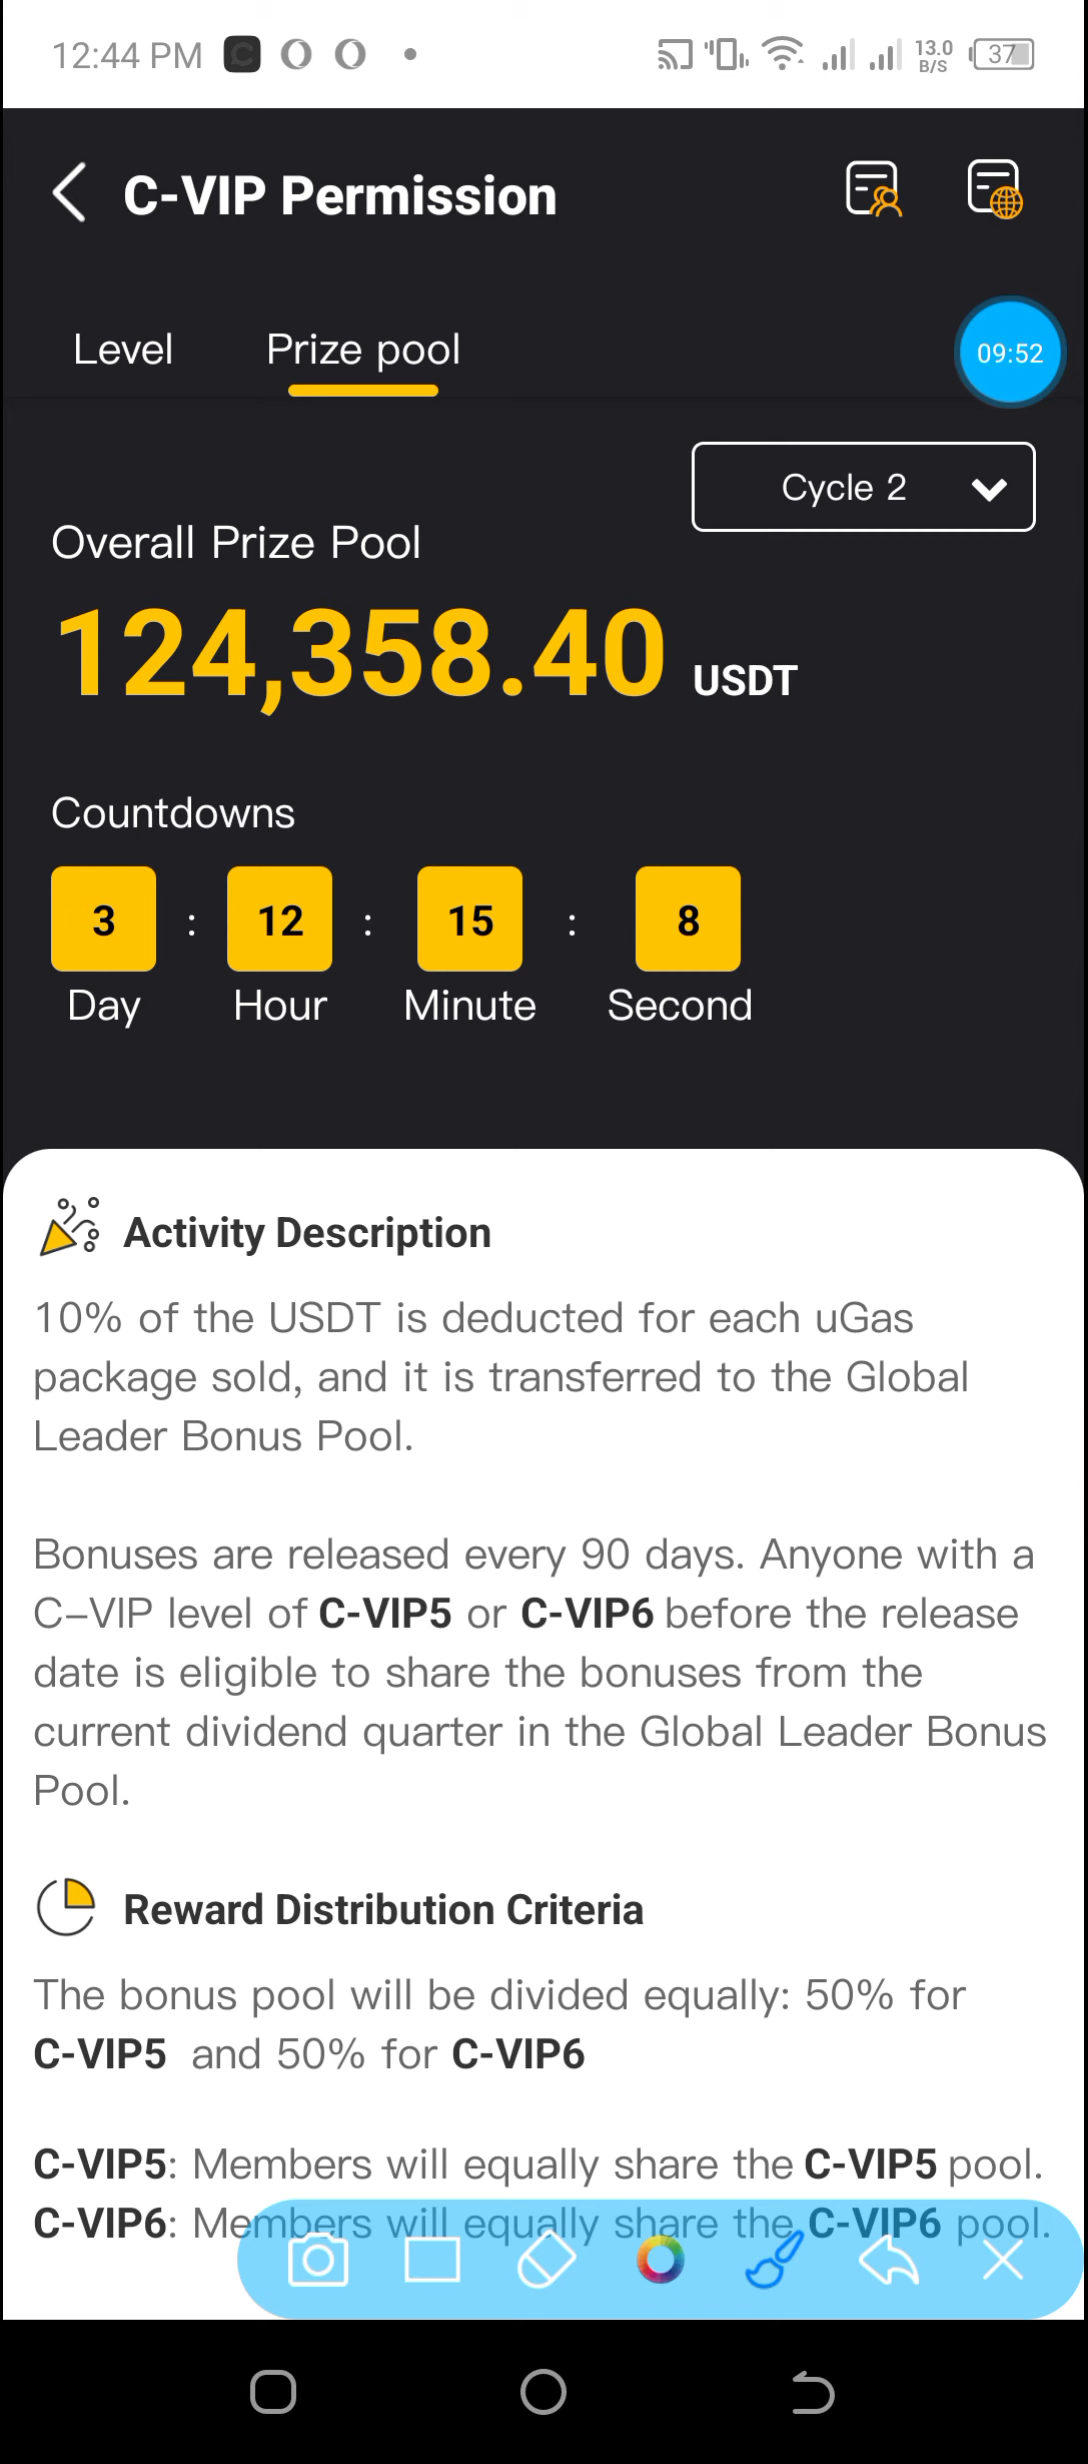 12:44 PM
13.0
B/S
37
C-VIP Permission
Level
Prize pool
09:52
Cycle 2
Overall Prize Pool
124,358.40 USDT
Countdowns
3 : 12 : 15 : 8
Day Hour Minute Second
Activity Description
10% of the USDT is deducted for each uGas
package sold, and it is transferred to the Global
Leader Bonus Pool.
Bonuses are released every 90 days. Anyone with a
C–VIP level of C-VIP5 or C-VIP6 before the release
date is eligible to share the bonuses from the
current dividend quarter in the Global Leader Bonus
Pool.
Reward Distribution Criteria
The bonus pool will be divided equally: 50% for
C-VIP5 and 50% for C-VIP6
C-VIP5: Members will equally share the C-VIP5 pool.
C-VIP6: Members will equally share the C-VIP6 pool.